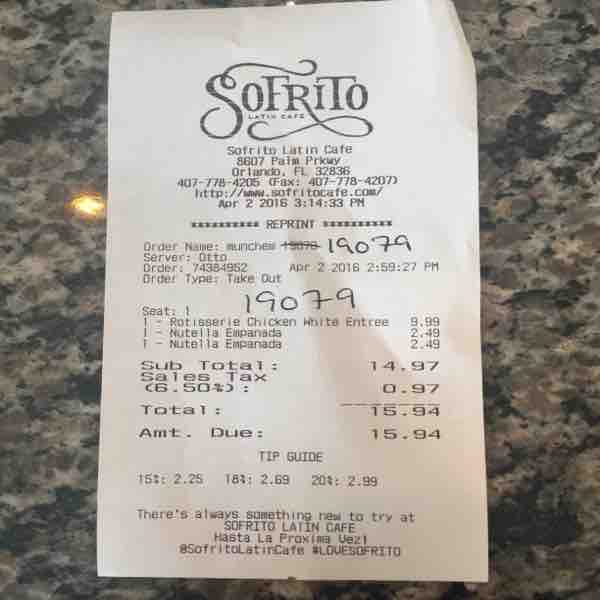 SOFRITO
LATIN CAFE
Sofrito Latin Cafe
8607 Palm Prkwy
Orlando, FL 32836
407-778-4205 (Fax: 407-778-4207)
http://www.sofritocafe.com/
Apr 2 2016 3:14:33 PM
********** REPRINT **********
Order Name: munchem 19078 19079
Server: Otto
Order: 74384952 Apr 2 2016 2:59:27 PM
Order Type: Take Out
19079
Seat: 1
1 - Rotisserie Chicken White Entree 9.99
1 - Nutella Empanada 2.49
1 - Nutella Empanada 2.49
Sub Total: 14.97
Sales Tax
(6.50%): 0.97
Total: 15.94
Amt. Due: 15.94
TIP GUIDE
15%: 2.25 18%: 2.69 20%: 2.99
There's always something new to try at
SOFRITO LATIN CAFE
Hasta La Proxima Vez!
@SofritoLatinCafe #LOVESOFRITO